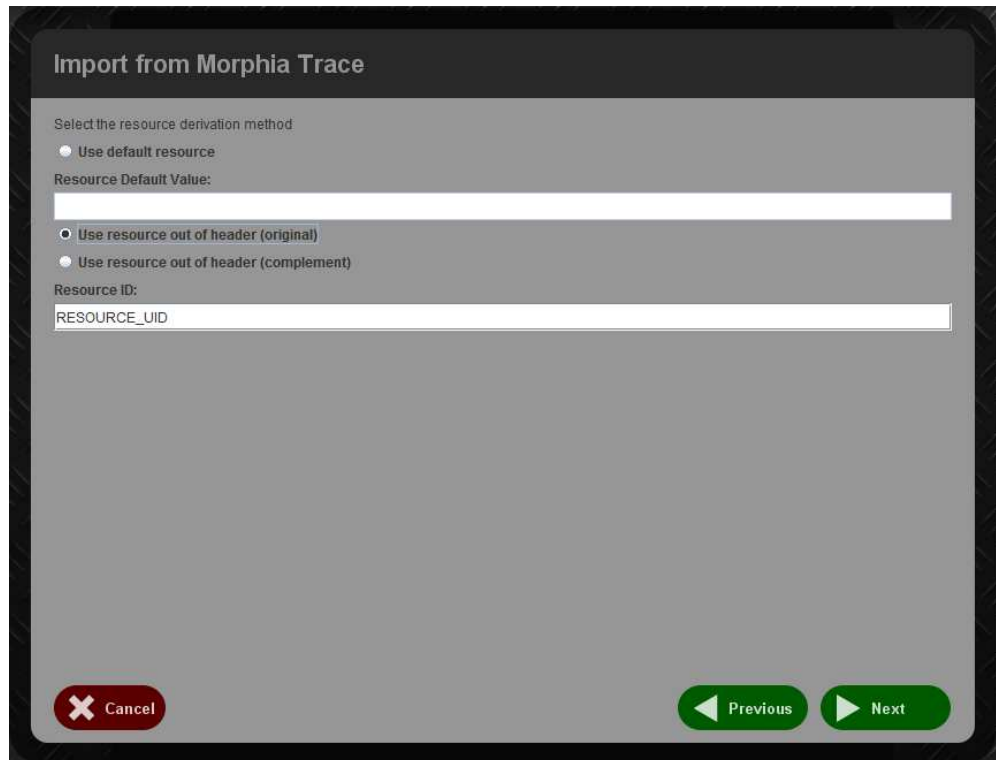 Import from Morphia Trace
Select the resource derivation method
Use default resource
Resource Default Value:
Use resource out of header (original)
Use resource out of header (complement)
Resource ID:
RESOURCE_UID
Cancel
Previous
Next